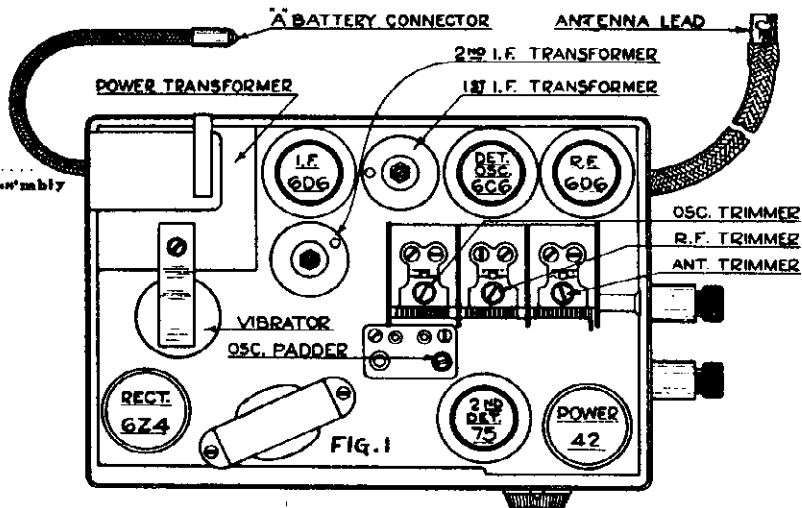 "A" BATTERY CONNECTOR
ANTENNA LEAD
2ND I.F. TRANSFORMER
POWER TRANSFORMER
1ST I.F. TRANSFORMER
I.F.
6D6
DET.
OSC.
6C6
R.F.
6D6
OSC. TRIMMER
R.F. TRIMMER
ANT. TRIMMER
VIBRATOR
OSC. PADDER
RECT.
6Z4
FIG. 1
2ND
DET.
75
POWER
42